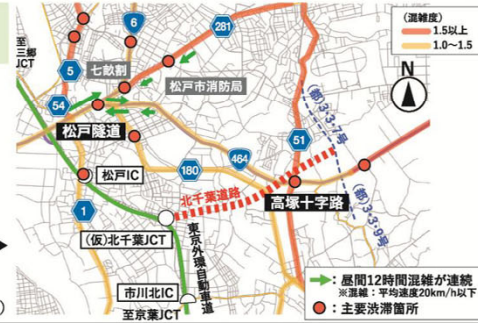 (混雑度)
1.5以上
1.0～1.5
N
至
三郷
JCT
6
281
5
七畝割
松戸市消防局
54
松戸隧道
464
51
(都)3・3・7号
松戸IC
180
北千葉道路
高塚十字路
(都)3・3・9号
1
(仮)北千葉JCT
東京外環自動車道
市川北IC
至京葉JCT
:昼間12時間混雑が連続
※混雑：平均速度20km/h以下
:主要渋滞箇所